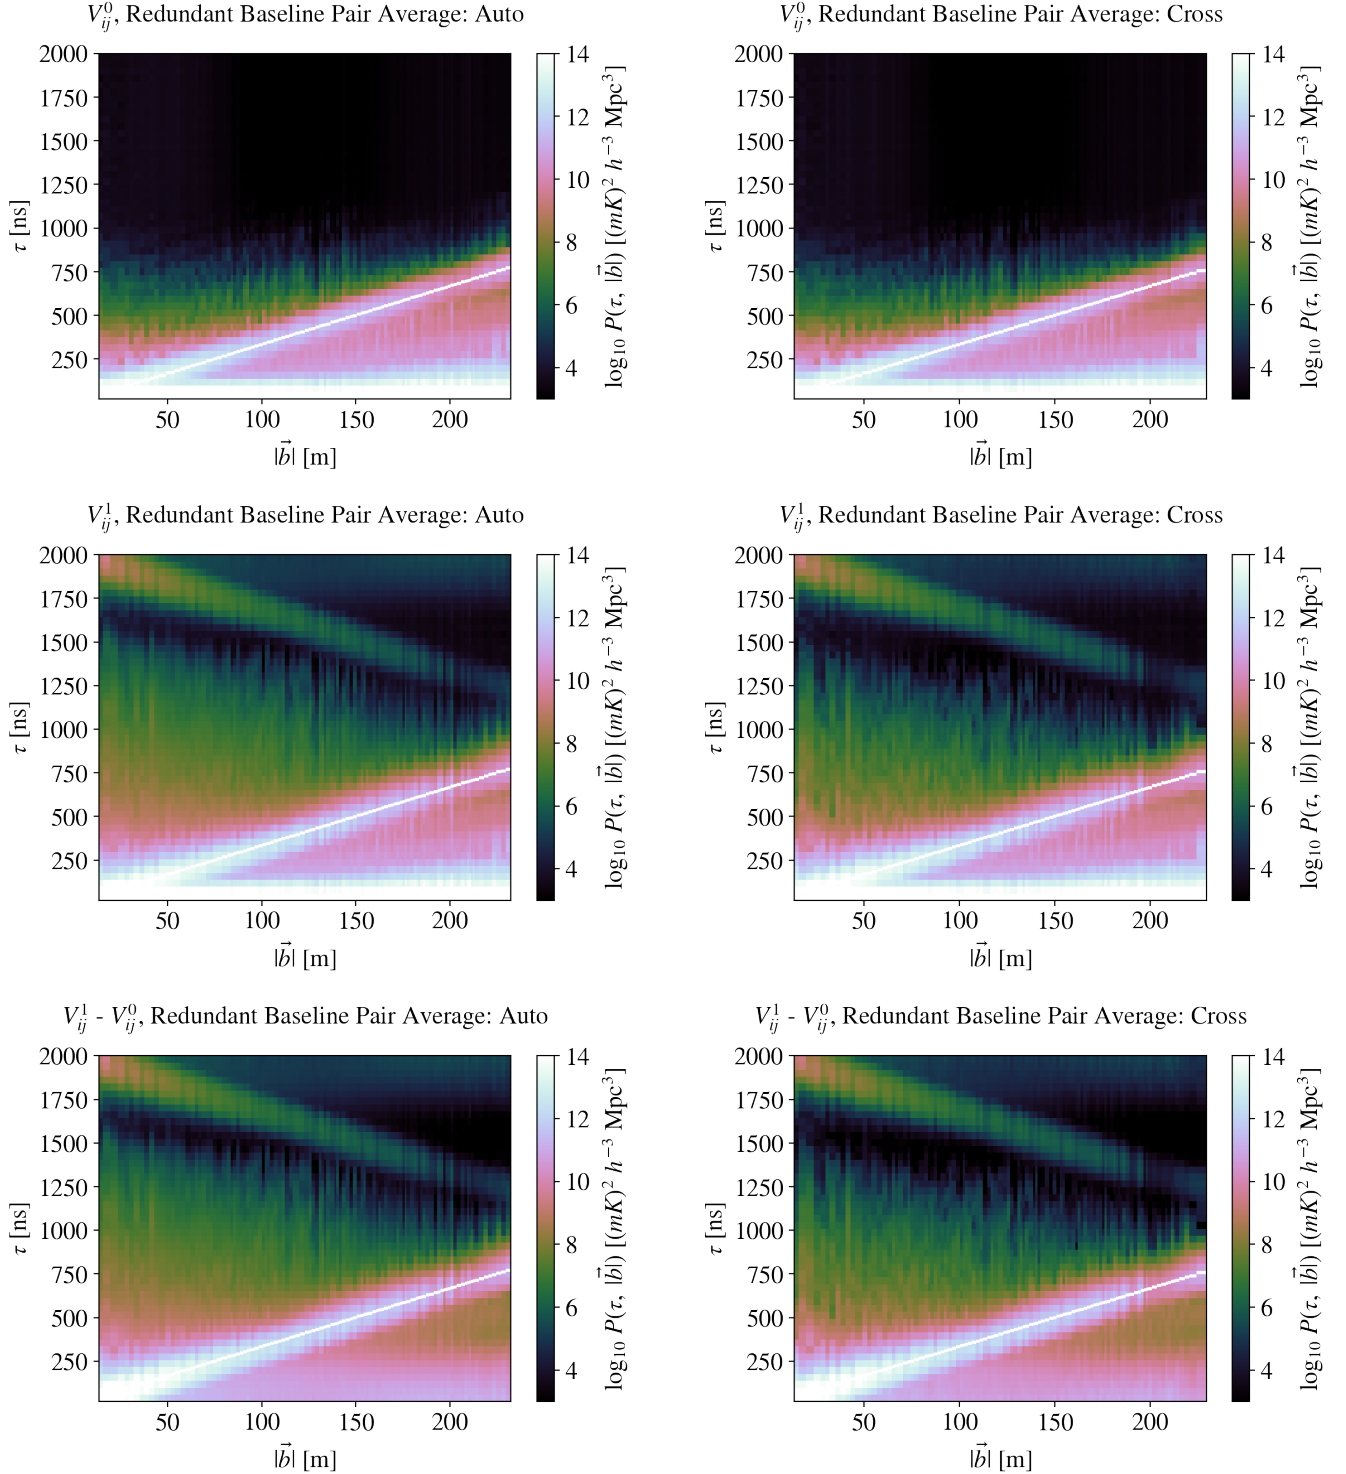 V⁰ᵢⱼ, Redundant Baseline Pair Average: Auto
2000
1750
1500
1250
1000
750
500
250
τ [ns]
50 100 150 200
|b⃗| [m]
14
12
10
8
6
4
log₁₀ P(τ, |b⃗|) [(mK)² h⁻³ Mpc³]
V⁰ᵢⱼ, Redundant Baseline Pair Average: Cross
2000
1750
1500
1250
1000
750
500
250
τ [ns]
50 100 150 200
|b⃗| [m]
14
12
10
8
6
4
log₁₀ P(τ, |b⃗|) [(mK)² h⁻³ Mpc³]
V¹ᵢⱼ, Redundant Baseline Pair Average: Auto
2000
1750
1500
1250
1000
750
500
250
τ [ns]
50 100 150 200
|b⃗| [m]
14
12
10
8
6
4
log₁₀ P(τ, |b⃗|) [(mK)² h⁻³ Mpc³]
V¹ᵢⱼ, Redundant Baseline Pair Average: Cross
2000
1750
1500
1250
1000
750
500
250
τ [ns]
50 100 150 200
|b⃗| [m]
14
12
10
8
6
4
log₁₀ P(τ, |b⃗|) [(mK)² h⁻³ Mpc³]
V¹ᵢⱼ - V⁰ᵢⱼ, Redundant Baseline Pair Average: Auto
2000
1750
1500
1250
1000
750
500
250
τ [ns]
50 100 150 200
|b⃗| [m]
14
12
10
8
6
4
log₁₀ P(τ, |b⃗|) [(mK)² h⁻³ Mpc³]
V¹ᵢⱼ - V⁰ᵢⱼ, Redundant Baseline Pair Average: Cross
2000
1750
1500
1250
1000
750
500
250
τ [ns]
50 100 150 200
|b⃗| [m]
14
12
10
8
6
4
log₁₀ P(τ, |b⃗|) [(mK)² h⁻³ Mpc³]